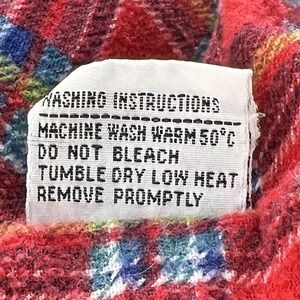 WASHING INSTRUCTIONS
MACHINE WASH WARM 50°C
DO NOT BLEACH
TUMBLE DRY LOW HEAT
REMOVE PROMPTLY